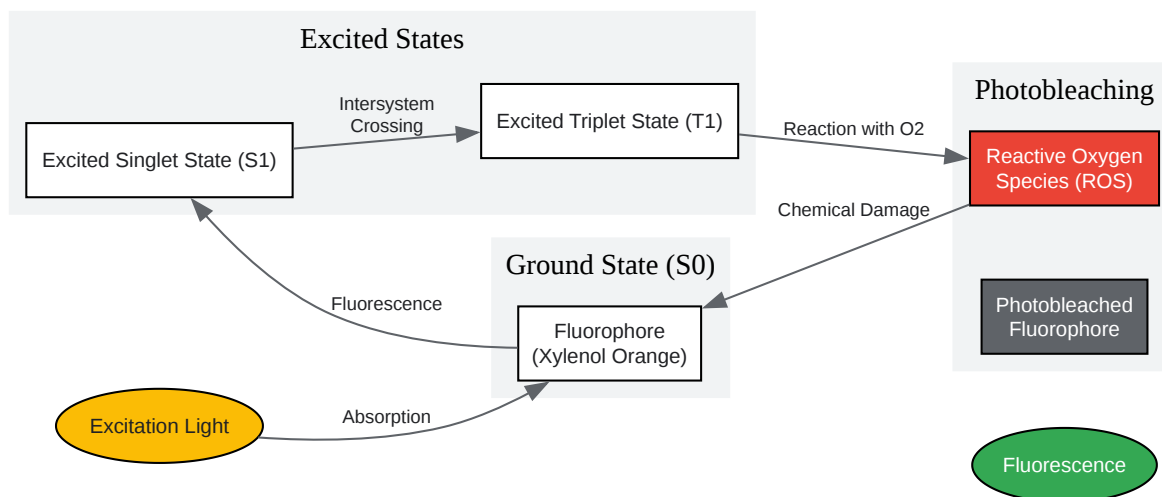 Excited States
Intersystem
Crossing
Excited Singlet State (S1)
Excited Triplet State (T1)
Photobleaching
Reaction with O2
Reactive Oxygen
Species (ROS)
Chemical Damage
Ground State (S0)
Fluorescence
Fluorophore
(Xylenol Orange)
Photobleached
Fluorophore
Excitation Light
Absorption
Fluorescence